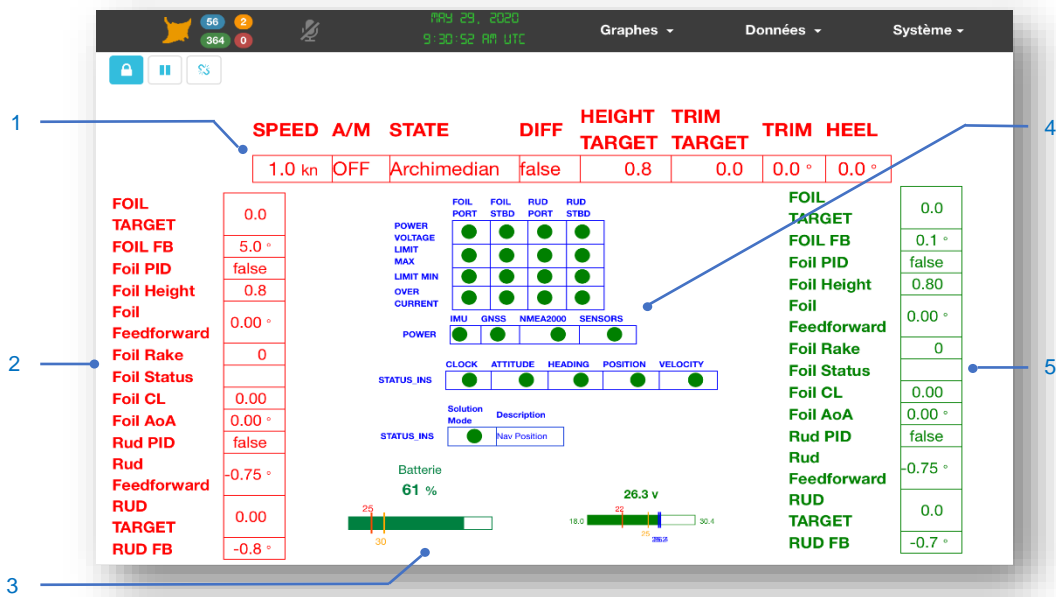 56 2
364 0
MAY 29, 2020
9:30:52 AM UTC
Graphes
Données
Système
1
4
SPEED A/M STATE DIFF HEIGHT TARGET TRIM TARGET TRIM HEEL
1.0 kn OFF Archimedian false 0.8 0.0 0.0 ° 0.0 °
2
FOIL TARGET 0.0
FOIL FB 5.0 °
Foil PID false
Foil Height 0.8
Foil Feedforward 0.00 °
Foil Rake 0
Foil Status
Foil CL 0.00
Foil AoA 0.00 °
Rud PID false
Rud Feedforward -0.75 °
RUD TARGET 0.00
RUD FB -0.8 °
FOIL PORT FOIL STBD RUD PORT RUD STBD
POWER VOLTAGE
LIMIT MAX
LIMIT MIN
OVER CURRENT
IMU GNSS NMEA2000 SENSORS
POWER
CLOCK ATTITUDE HEADING POSITION VELOCITY
STATUS_INS
Solution Mode Description
STATUS_INS Nav Position
Batterie
61 %
25
30
26.3 v
22
18.0 30.4
25
3
FOIL TARGET 0.0
FOIL FB 0.1 °
Foil PID false
Foil Height 0.80
Foil Feedforward 0.00 °
Foil Rake 0
Foil Status
Foil CL 0.00
Foil AoA 0.00 °
Rud PID false
Rud Feedforward -0.75 °
RUD TARGET 0.0
RUD FB -0.7 °
5